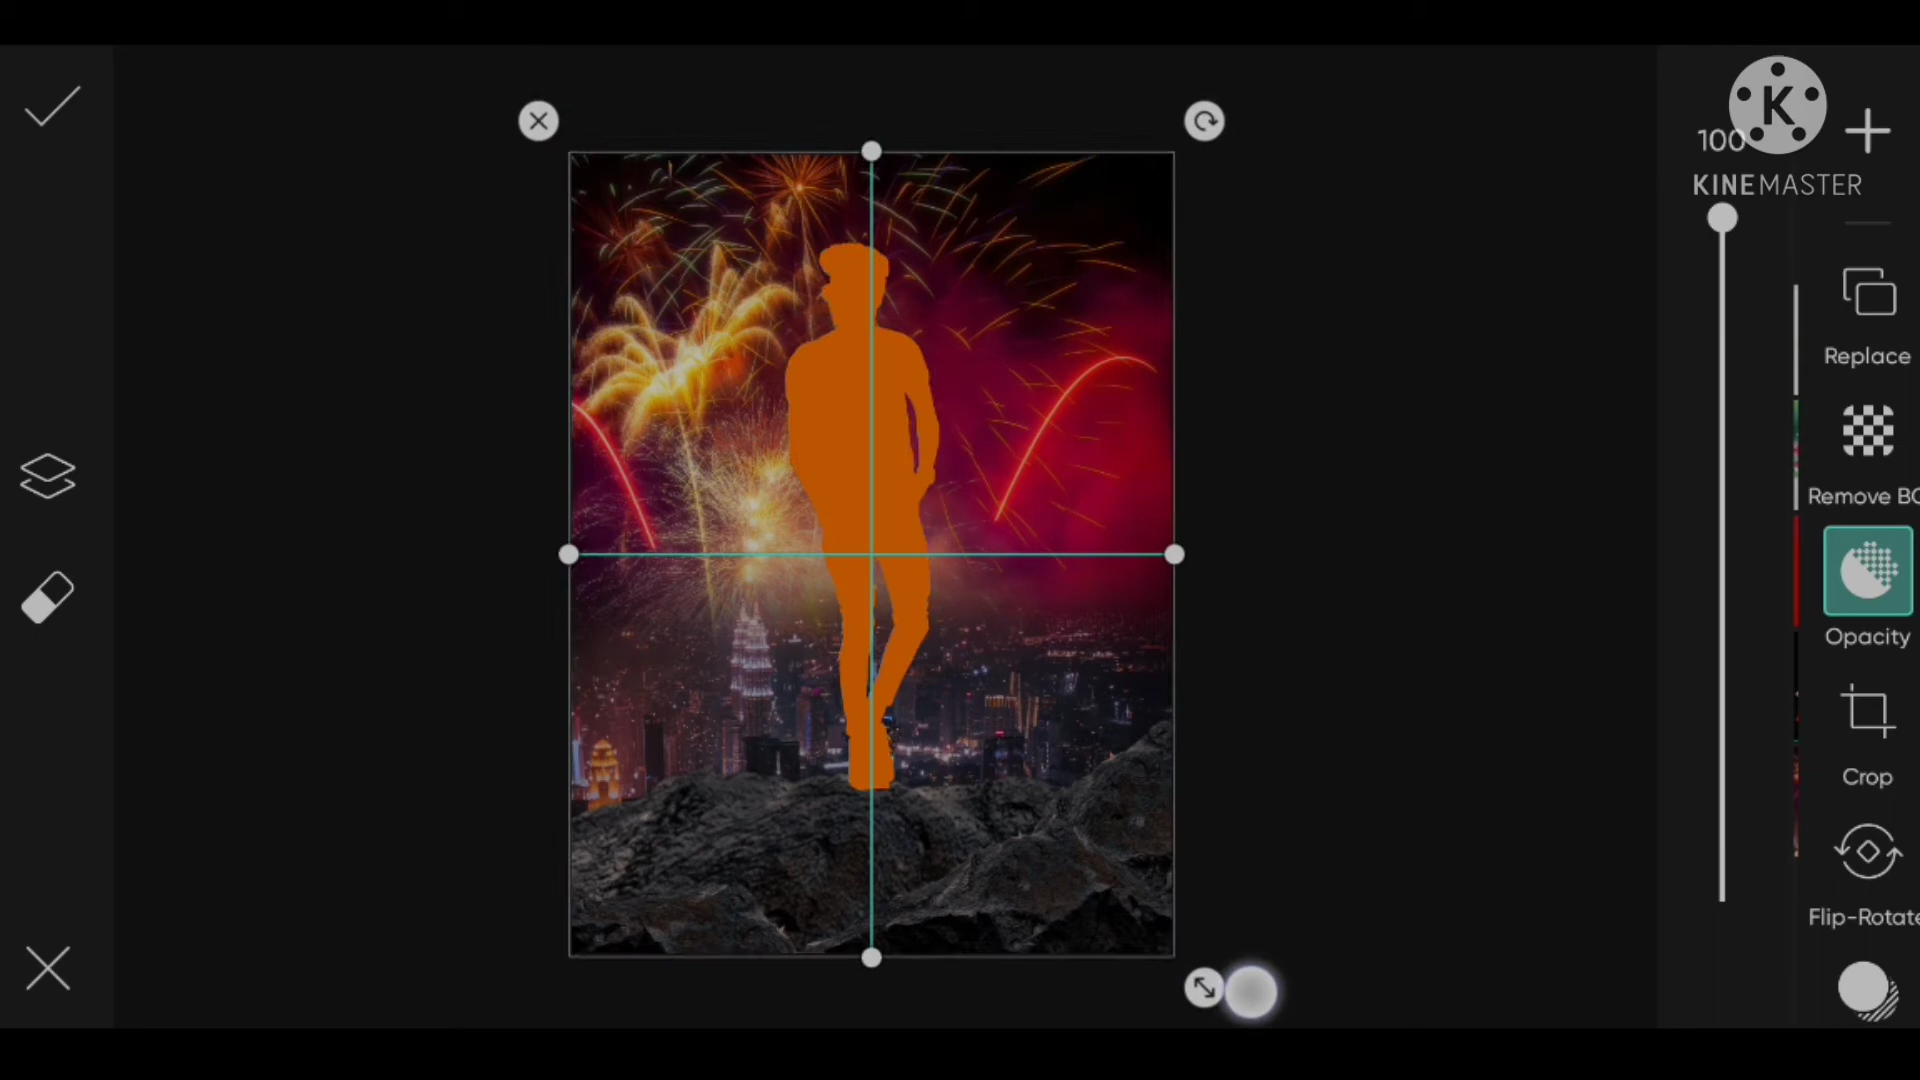 100
K
KINEMASTER
Replace
Remove BG
Opacity
Crop
Flip-Rotate